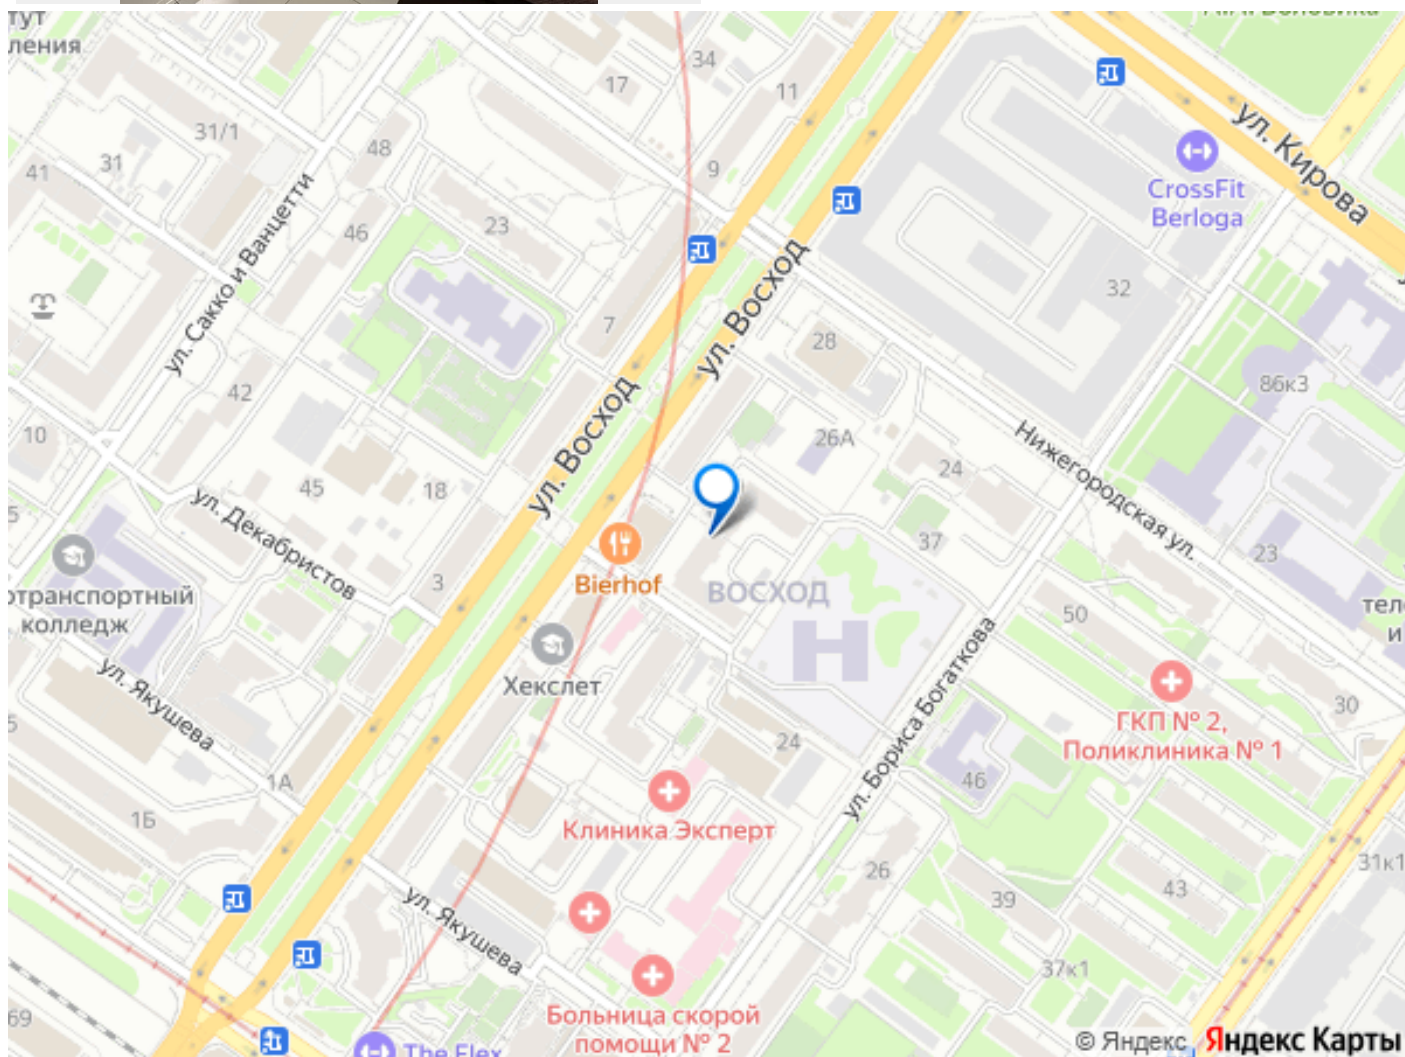 тут
ления
34
17
11
31/1
48
31
41
9
ул. Кирова
CrossFit
Berloga
ул. Сакко и Ванцетти
46
23
ул. Восход
32
7
28
86к3
42
ул. Восход
10
26А
Нижегородская ул.
24
45
18
ул. Декабристов
37
23
Bierhof
3
ВОСХОД
отранспортный
колледж
50
тел
и
ул. Якушева
Хекслет
ул. Бориса Богаткова
ГКП № 2,
Поликлиника № 1
30
24
46
1А
1Б
Клиника Эксперт
26
31к1
43
39
ул. Якушева
37к1
69
Больница скорой
помощи № 2
The Flex
© Яндекс Яндекс Карты